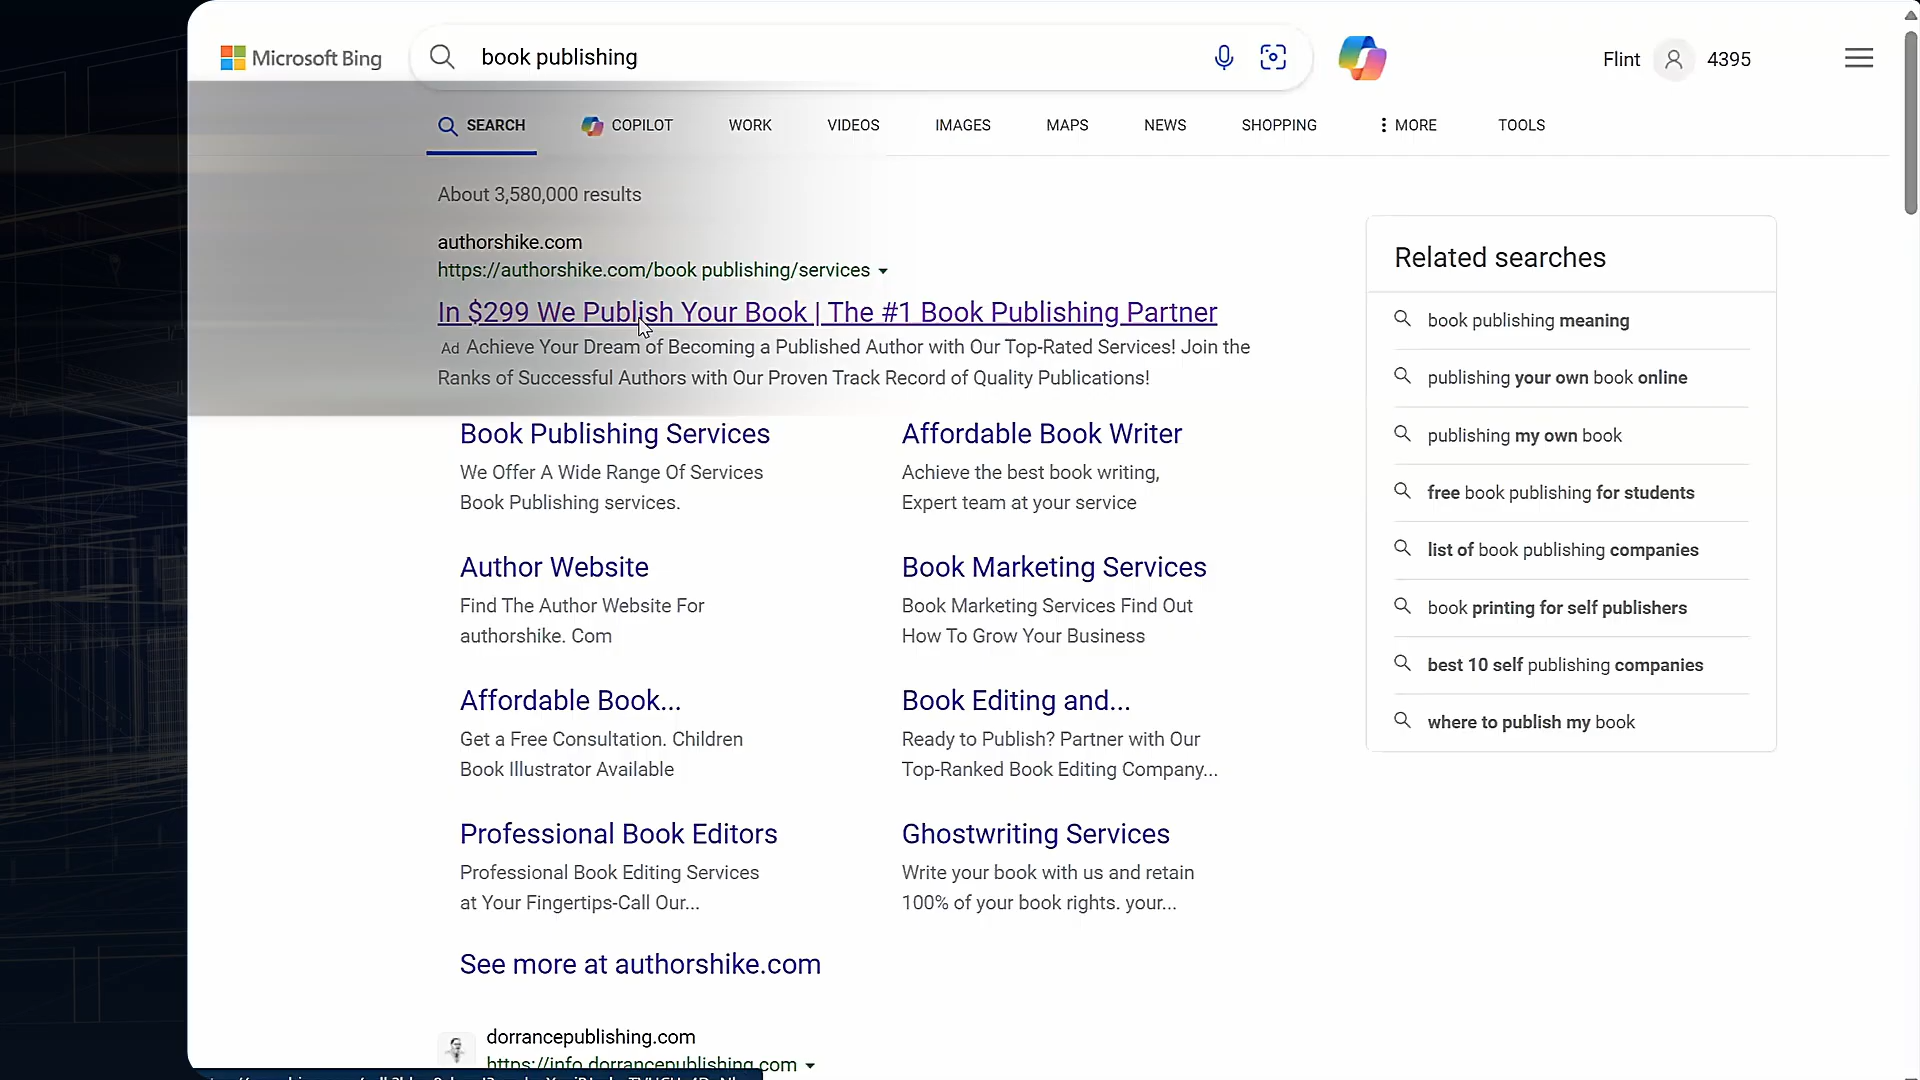 Microsoft Bing
book publishing
Flint
4395
SEARCH
COPILOT
WORK
VIDEOS
IMAGES
MAPS
NEWS
SHOPPING
MORE
TOOLS
About 3,580,000 results
authorshike.com
https://authorshike.com/book publishing/services
In $299 We Publish Your Book | The #1 Book Publishing Partner
Ad Achieve Your Dream of Becoming a Published Author with Our Top-Rated Services! Join the
Ranks of Successful Authors with Our Proven Track Record of Quality Publications!
Book Publishing Services
We Offer A Wide Range Of Services
Book Publishing services.
Affordable Book Writer
Achieve the best book writing,
Expert team at your service
Author Website
Find The Author Website For
authorshike. Com
Book Marketing Services
Book Marketing Services Find Out
How To Grow Your Business
Affordable Book...
Get a Free Consultation. Children
Book Illustrator Available
Book Editing and...
Ready to Publish? Partner with Our
Top-Ranked Book Editing Company...
Professional Book Editors
Professional Book Editing Services
at Your Fingertips-Call Our...
Ghostwriting Services
Write your book with us and retain
100% of your book rights. your...
See more at authorshike.com
dorrancepublishing.com
https://info.dorrancepublishing.com
Related searches
book publishing meaning
publishing your own book online
publishing my own book
free book publishing for students
list of book publishing companies
book printing for self publishers
best 10 self publishing companies
where to publish my book